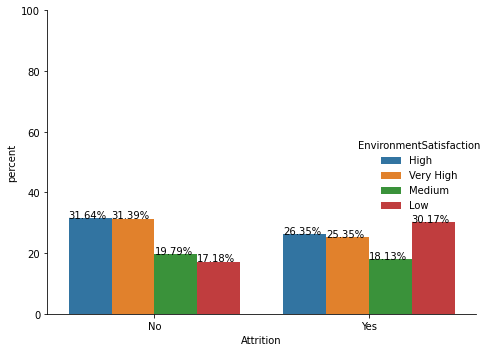 100
80
60
40
20
0
percent
EnvironmentSatisfaction
High
Very High
Medium
Low
31.64%
31.39%
19.79%
17.18%
26.35%
25.35%
18.13%
30.17%
No
Yes
Attrition